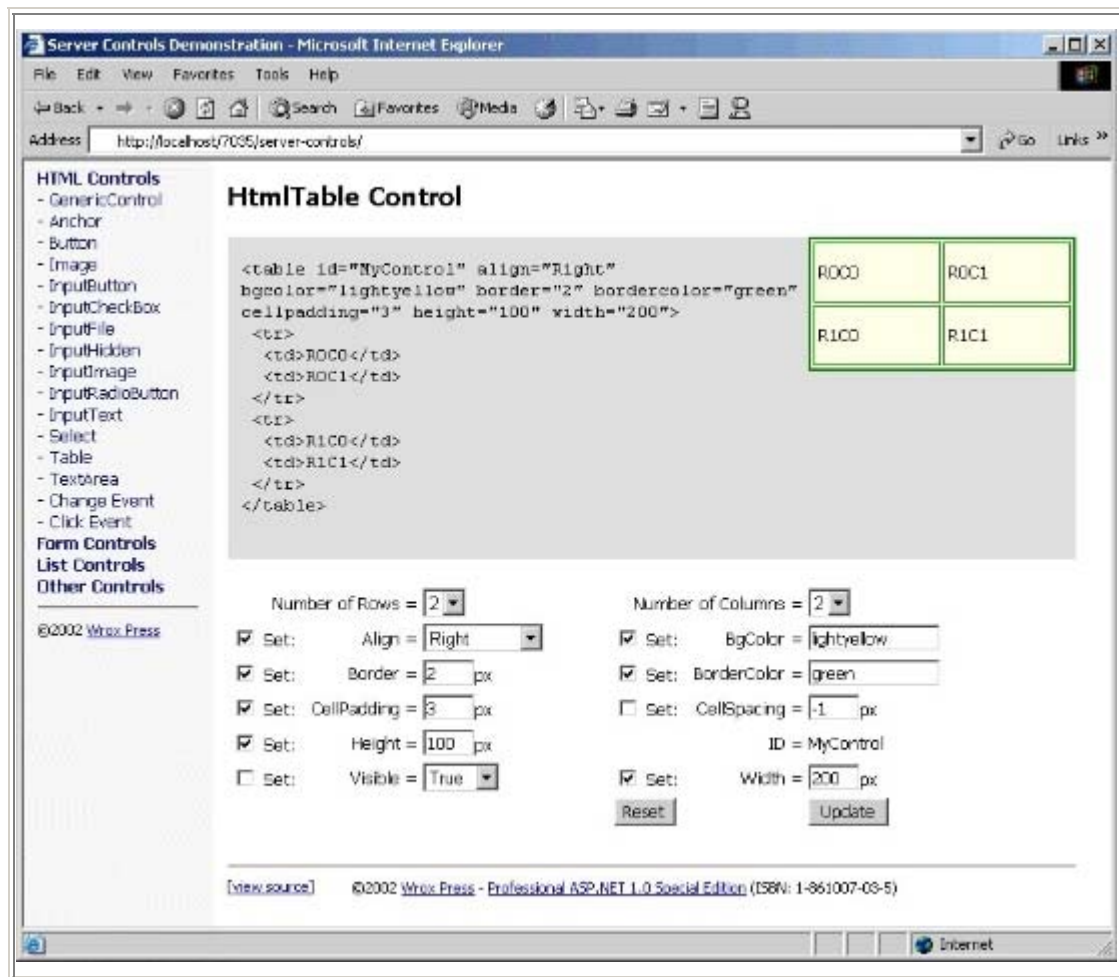 Server Controls Demonstration - Microsoft Internet Explorer
File Edit View Favorites Tools Help
Back Search Favorites Media
Address http://localhost/7035/server-controls/ Go Links »
HTML Controls
- GenericControl
- Anchor
- Button
- Image
- InputButton
- InputCheckBox
- InputFile
- InputHidden
- InputImage
- InputRadioButton
- InputText
- Select
- Table
- TextArea
- Change Event
- Click Event
Form Controls
List Controls
Other Controls
©2002 Wrox Press
HtmlTable Control
<table id="MyControl" align="Right"
bgcolor="lightyellow" border="2" bordercolor="green"
cellpadding="3" height="100" width="200">
<tr>
<td>R0C0</td>
<td>R0C1</td>
</tr>
<tr>
<td>R1C0</td>
<td>R1C1</td>
</tr>
</table>
R0C0 R0C1
R1C0 R1C1
Number of Rows = 2 Number of Columns = 2
Set: Align = Right Set: BgColor = lightyellow
Set: Border = 2 px Set: BorderColor = green
Set: CellPadding = 3 px Set: CellSpacing = -1 px
Set: Height = 100 px ID = MyControl
Set: Visible = True Set: Width = 200 px
Reset Update
[view source] ©2002 Wrox Press - Professional ASP.NET 1.0 Special Edition (ISBN: 1-861007-03-5)
Internet